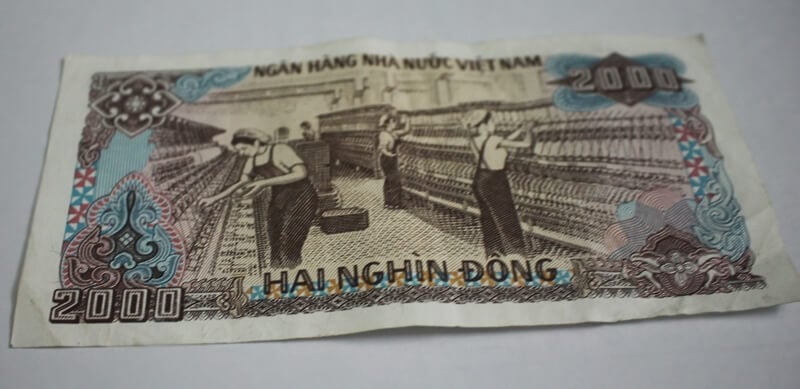 NGÂN HÀNG NHÀ NƯỚC VIỆT NAM
2000
HAI NGHÌN ĐỒNG
2000